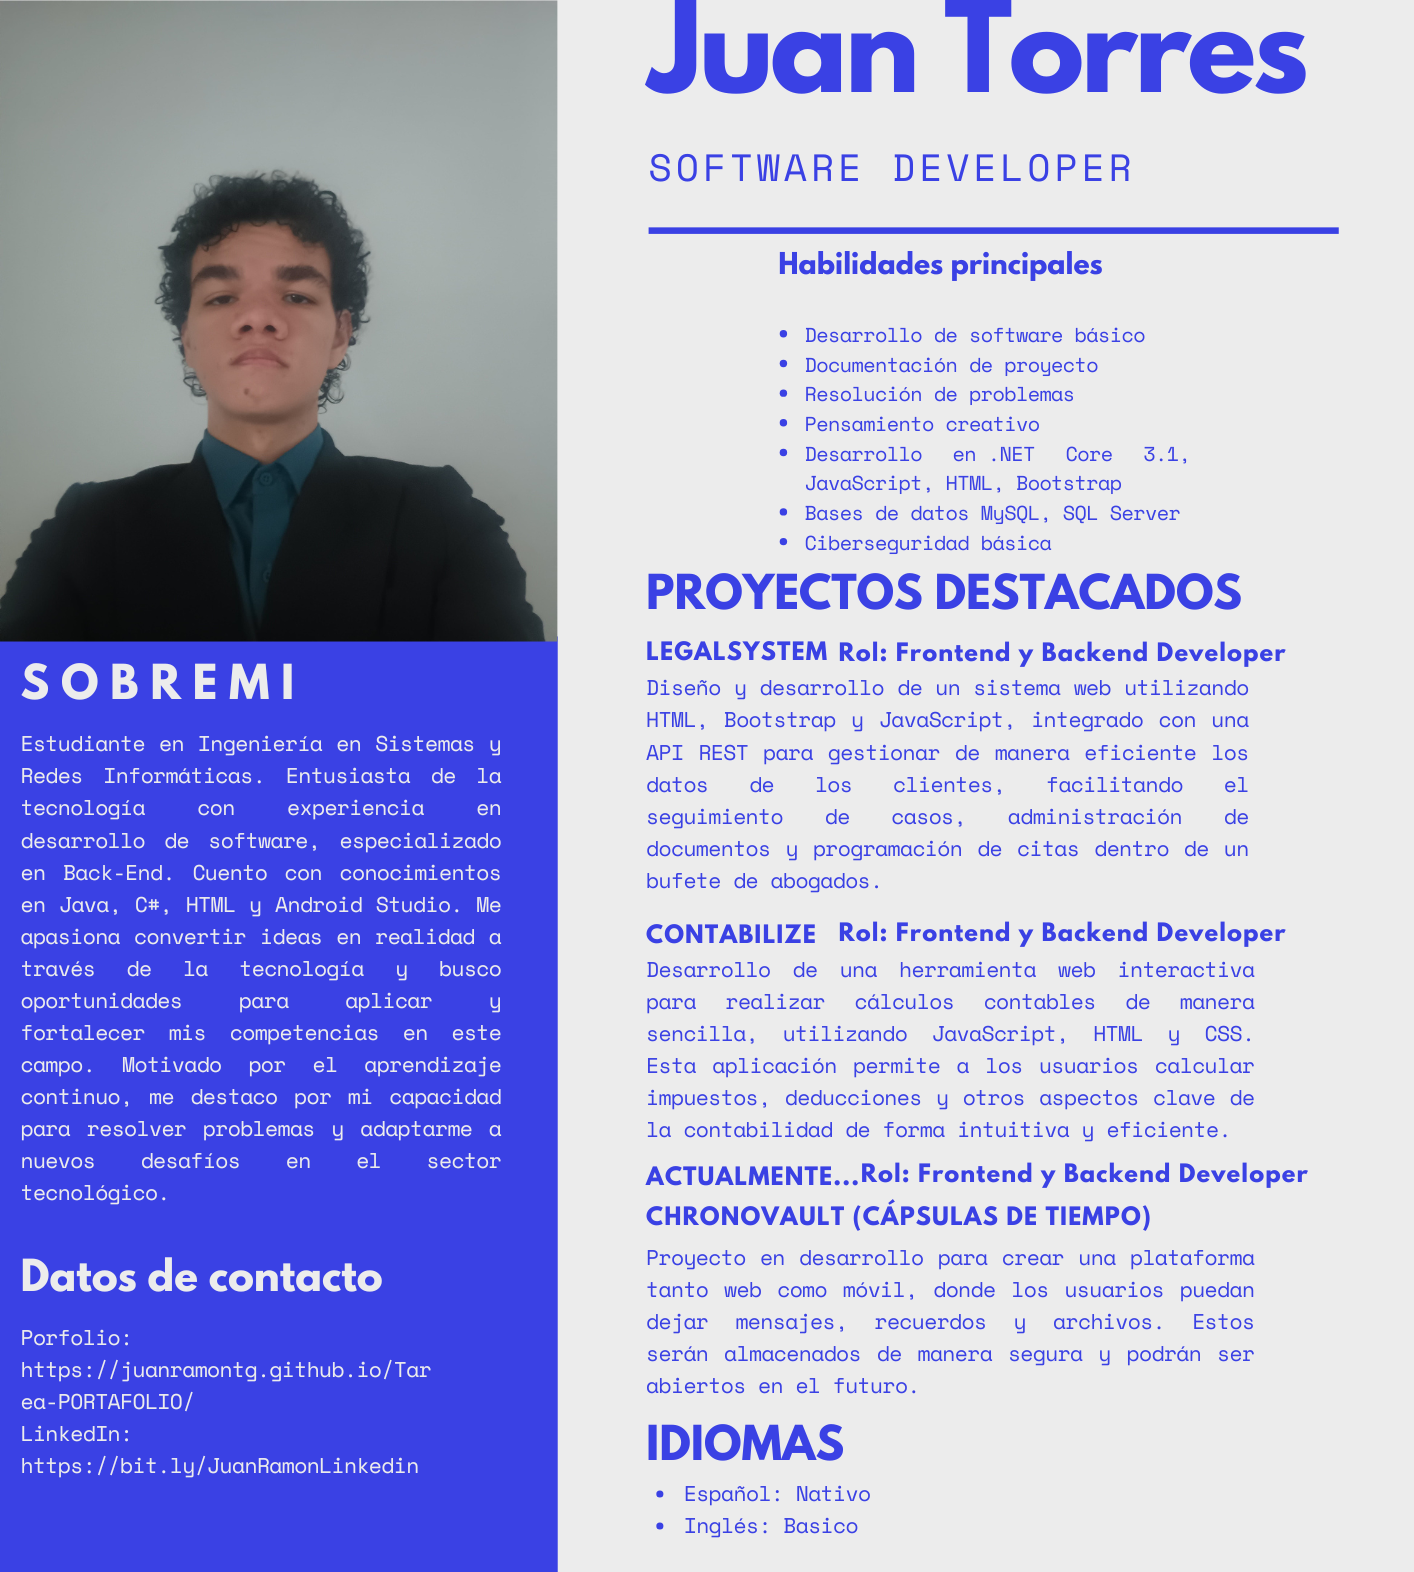 Juan Torres
SOFTWARE DEVELOPER
Habilidades principales
• Desarrollo de software básico
• Documentación de proyecto
• Resolución de problemas
• Pensamiento creativo
• Desarrollo en .NET Core 3.1,
JavaScript, HTML, Bootstrap
• Bases de datos MySQL, SQL Server
• Ciberseguridad básica
PROYECTOS DESTACADOS
LEGALSYSTEM Rol: Frontend y Backend Developer
Diseño y desarrollo de un sistema web utilizando
HTML, Bootstrap y JavaScript, integrado con una
API REST para gestionar de manera eficiente los
datos de los clientes, facilitando el
seguimiento de casos, administración de
documentos y programación de citas dentro de un
bufete de abogados.
CONTABILIZE Rol: Frontend y Backend Developer
Desarrollo de una herramienta web interactiva
para realizar cálculos contables de manera
sencilla, utilizando JavaScript, HTML y CSS.
Esta aplicación permite a los usuarios calcular
impuestos, deducciones y otros aspectos clave de
la contabilidad de forma intuitiva y eficiente.
ACTUALMENTE...Rol: Frontend y Backend Developer
CHRONOVAULT (CÁPSULAS DE TIEMPO)
Proyecto en desarrollo para crear una plataforma
tanto web como móvil, donde los usuarios puedan
dejar mensajes, recuerdos y archivos. Estos
serán almacenados de manera segura y podrán ser
abiertos en el futuro.
IDIOMAS
• Español: Nativo
• Inglés: Basico
SOBREMI
Estudiante en Ingeniería en Sistemas y
Redes Informáticas. Entusiasta de la
tecnología con experiencia en
desarrollo de software, especializado
en Back-End. Cuento con conocimientos
en Java, C#, HTML y Android Studio. Me
apasiona convertir ideas en realidad a
través de la tecnología y busco
oportunidades para aplicar y
fortalecer mis competencias en este
campo. Motivado por el aprendizaje
continuo, me destaco por mi capacidad
para resolver problemas y adaptarme a
nuevos desafíos en el sector
tecnológico.
Datos de contacto
Porfolio:
https://juanramontg.github.io/Tar
ea-PORTAFOLIO/
LinkedIn:
https://bit.ly/JuanRamonLinkedin